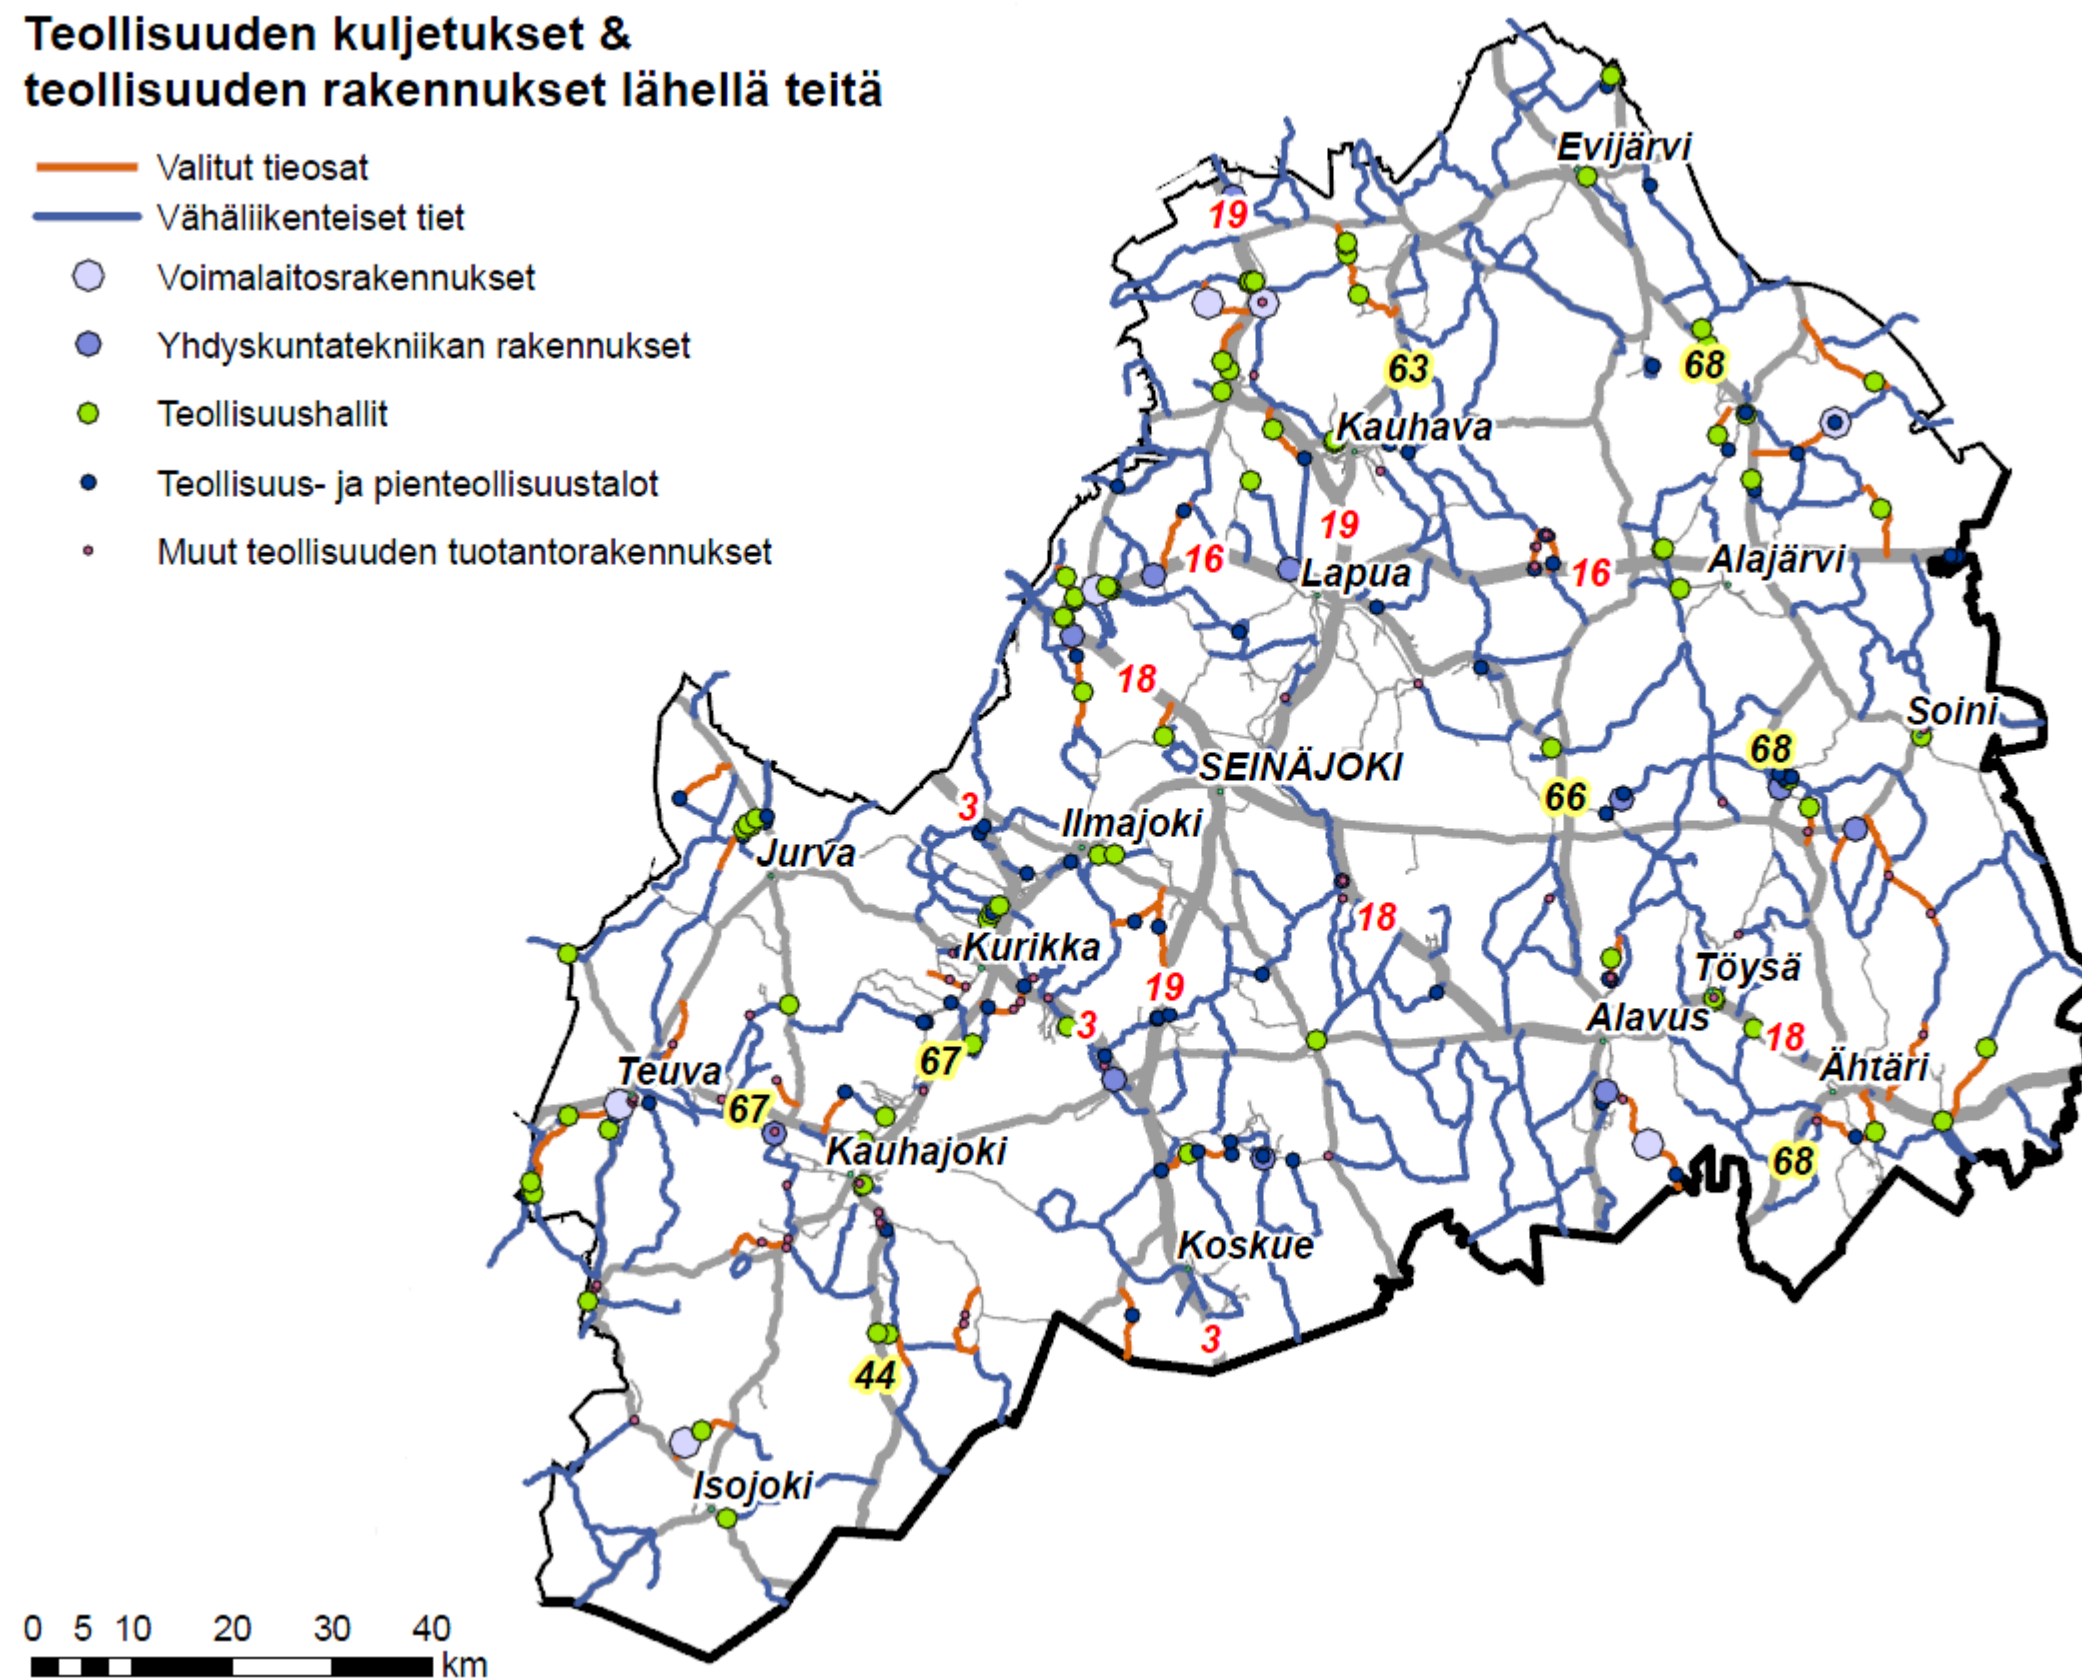 Teollisuuden kuljetukset &
teollisuuden rakennukset lähellä teitä
Valitut tieosat
Vähäliikenteiset tiet
Voimalaitosrakennukset
Yhdyskuntatekniikan rakennukset
Teollisuushallit
Teollisuus- ja pienteollisuustalot
Muut teollisuuden tuotantorakennukset
Evijärvi
19
63
68
Kauhava
19
16
Lapua
16
Alajärvi
18
Soini
68
SEINÄJOKI
66
3
Ilmajoki
Jurva
18
Kurikka
Töysä
19
3
Alavus
18
67
Teuva
Ähtäri
67
Kauhajoki
68
Koskue
3
44
Isojoki
0 5 10 20 30 40
km